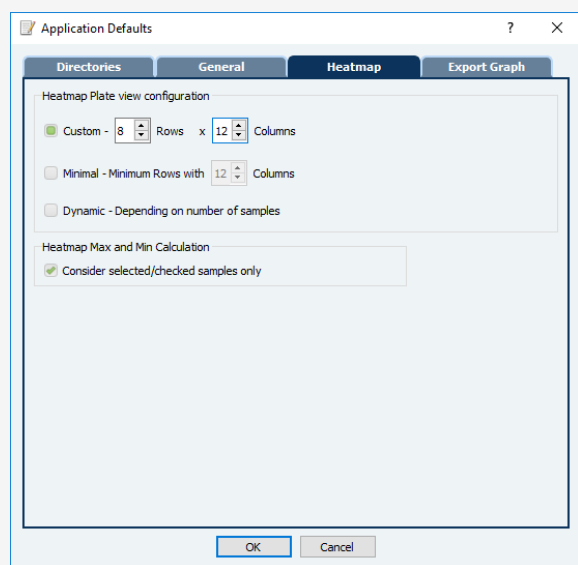 Application Defaults ?
Directories General Heatmap Export Graph
Heatmap Plate view configuration
Custom - 8 Rows x 12 Columns
Minimal - Minimum Rows with 12 Columns
Dynamic - Depending on number of samples
Heatmap Max and Min Calculation
Consider selected/checked samples only
OK Cancel